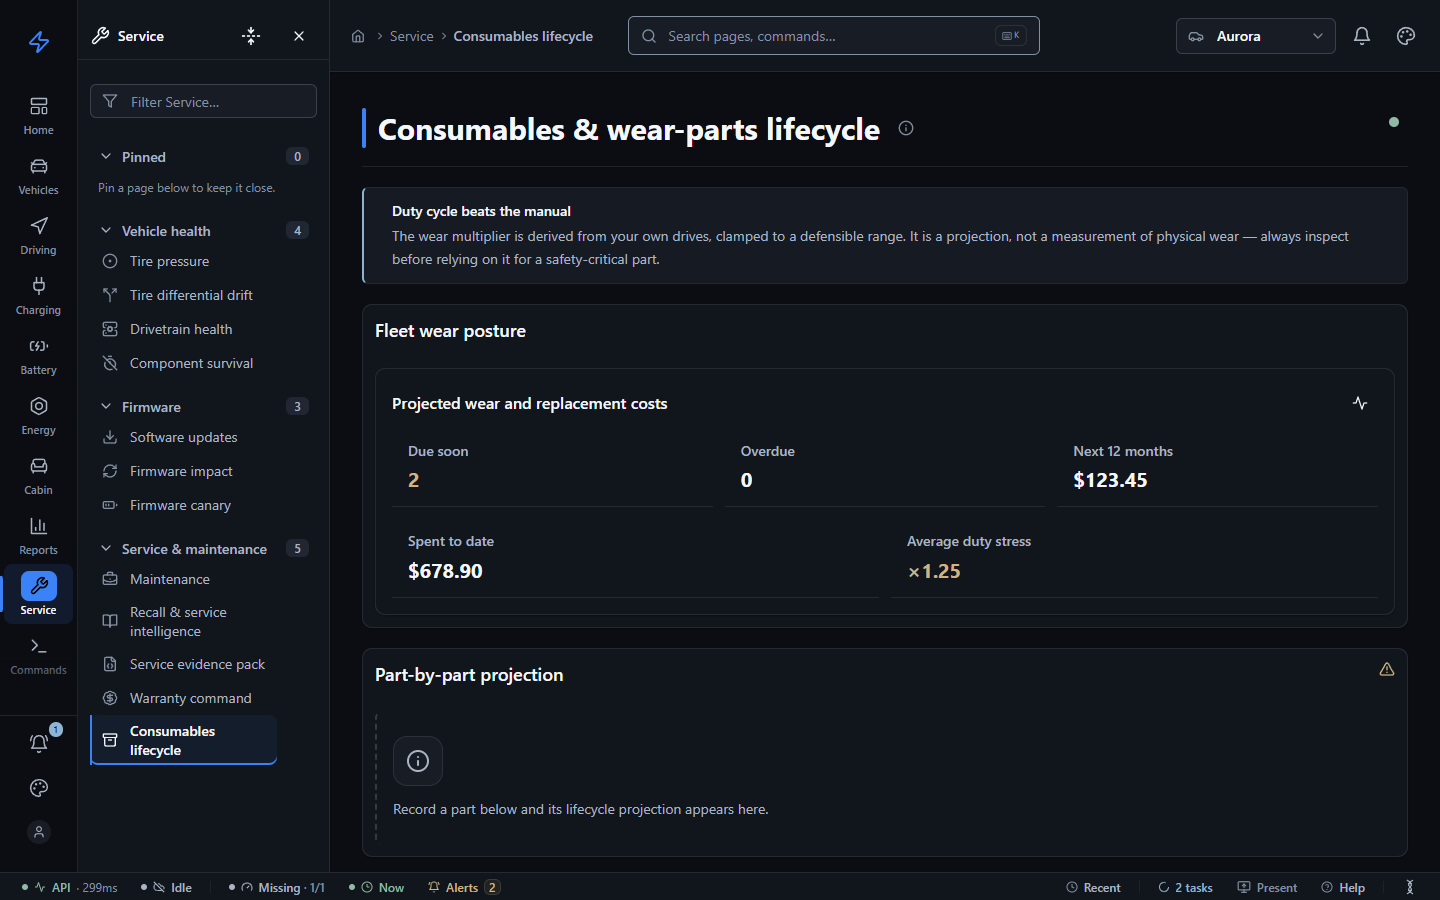 Service
Service
Consumables lifecycle
Search pages, commands...
K
Aurora
Home
Vehicles
Driving
Charging
Battery
Energy
Cabin
Reports
Service
Commands
1
Filter Service...
Pinned
0
Pin a page below to keep it close.
Vehicle health
4
Tire pressure
Tire differential drift
Drivetrain health
Component survival
Firmware
3
Software updates
Firmware impact
Firmware canary
Service & maintenance
5
Maintenance
Recall & service
intelligence
Service evidence pack
Warranty command
Consumables
lifecycle
Consumables & wear-parts lifecycle
Duty cycle beats the manual
The wear multiplier is derived from your own drives, clamped to a defensible range. It is a projection, not a measurement of physical wear — always inspect
before relying on it for a safety-critical part.
Fleet wear posture
Projected wear and replacement costs
Due soon
2
Overdue
0
Next 12 months
$123.45
Spent to date
$678.90
Average duty stress
×1.25
Part-by-part projection
Record a part below and its lifecycle projection appears here.
API · 299ms
Idle
Missing · 1/1
Now
Alerts 2
Recent
2 tasks
Present
Help